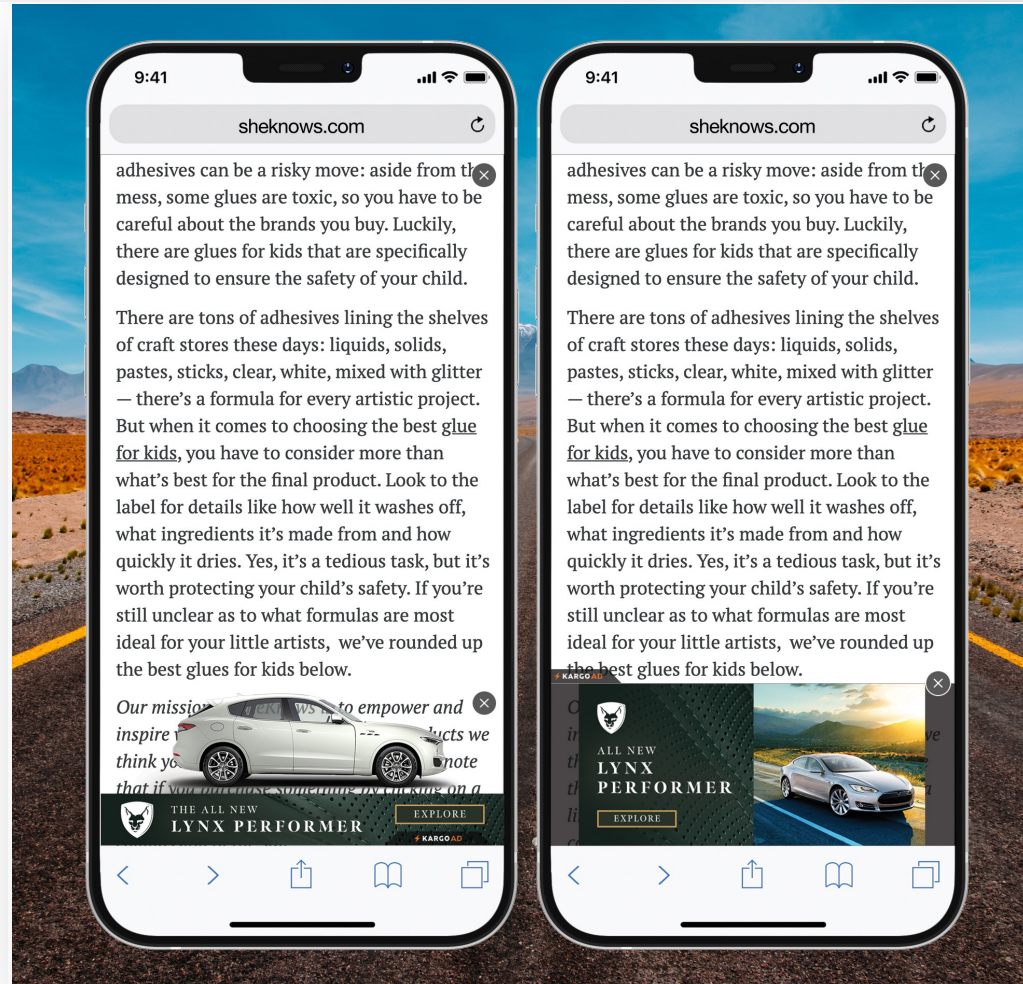 9:41
sheknows.com
adhesives can be a risky move: aside from
mess, some glues are toxic, so you have to be
careful about the brands you buy. Luckily,
there are glues for kids that are specifically
designed to ensure the safety of your child.
There are tons of adhesives lining the shelves
of craft stores these days: liquids, solids,
pastes, sticks, clear, white, mixed with glitter
— there’s a formula for every artistic project.
But when it comes to choosing the best glue
for kids, you have to consider more than
what’s best for the final product. Look to the
label for details like how well it washes off,
what ingredients it’s made from and how
quickly it dries. Yes, it’s a tedious task, but it’s
worth protecting your child’s safety. If you’re
still unclear as to what formulas are most
ideal for your little artists,  we’ve rounded up
the best glues for kids below.
Our mission to empower and
inspire we
think note
that if you
THE ALL NEW
LYNX PERFORMER
EXPLORE
KARGO AD
9:41
sheknows.com
adhesives can be a risky move: aside from
mess, some glues are toxic, so you have to be
careful about the brands you buy. Luckily,
there are glues for kids that are specifically
designed to ensure the safety of your child.
There are tons of adhesives lining the shelves
of craft stores these days: liquids, solids,
pastes, sticks, clear, white, mixed with glitter
— there’s a formula for every artistic project.
But when it comes to choosing the best glue
for kids, you have to consider more than
what’s best for the final product. Look to the
label for details like how well it washes off,
what ingredients it’s made from and how
quickly it dries. Yes, it’s a tedious task, but it’s
worth protecting your child’s safety. If you’re
still unclear as to what formulas are most
ideal for your little artists,  we’ve rounded up
the best glues for kids below.
KARGO AD
ALL NEW
LYNX
PERFORMER
EXPLORE